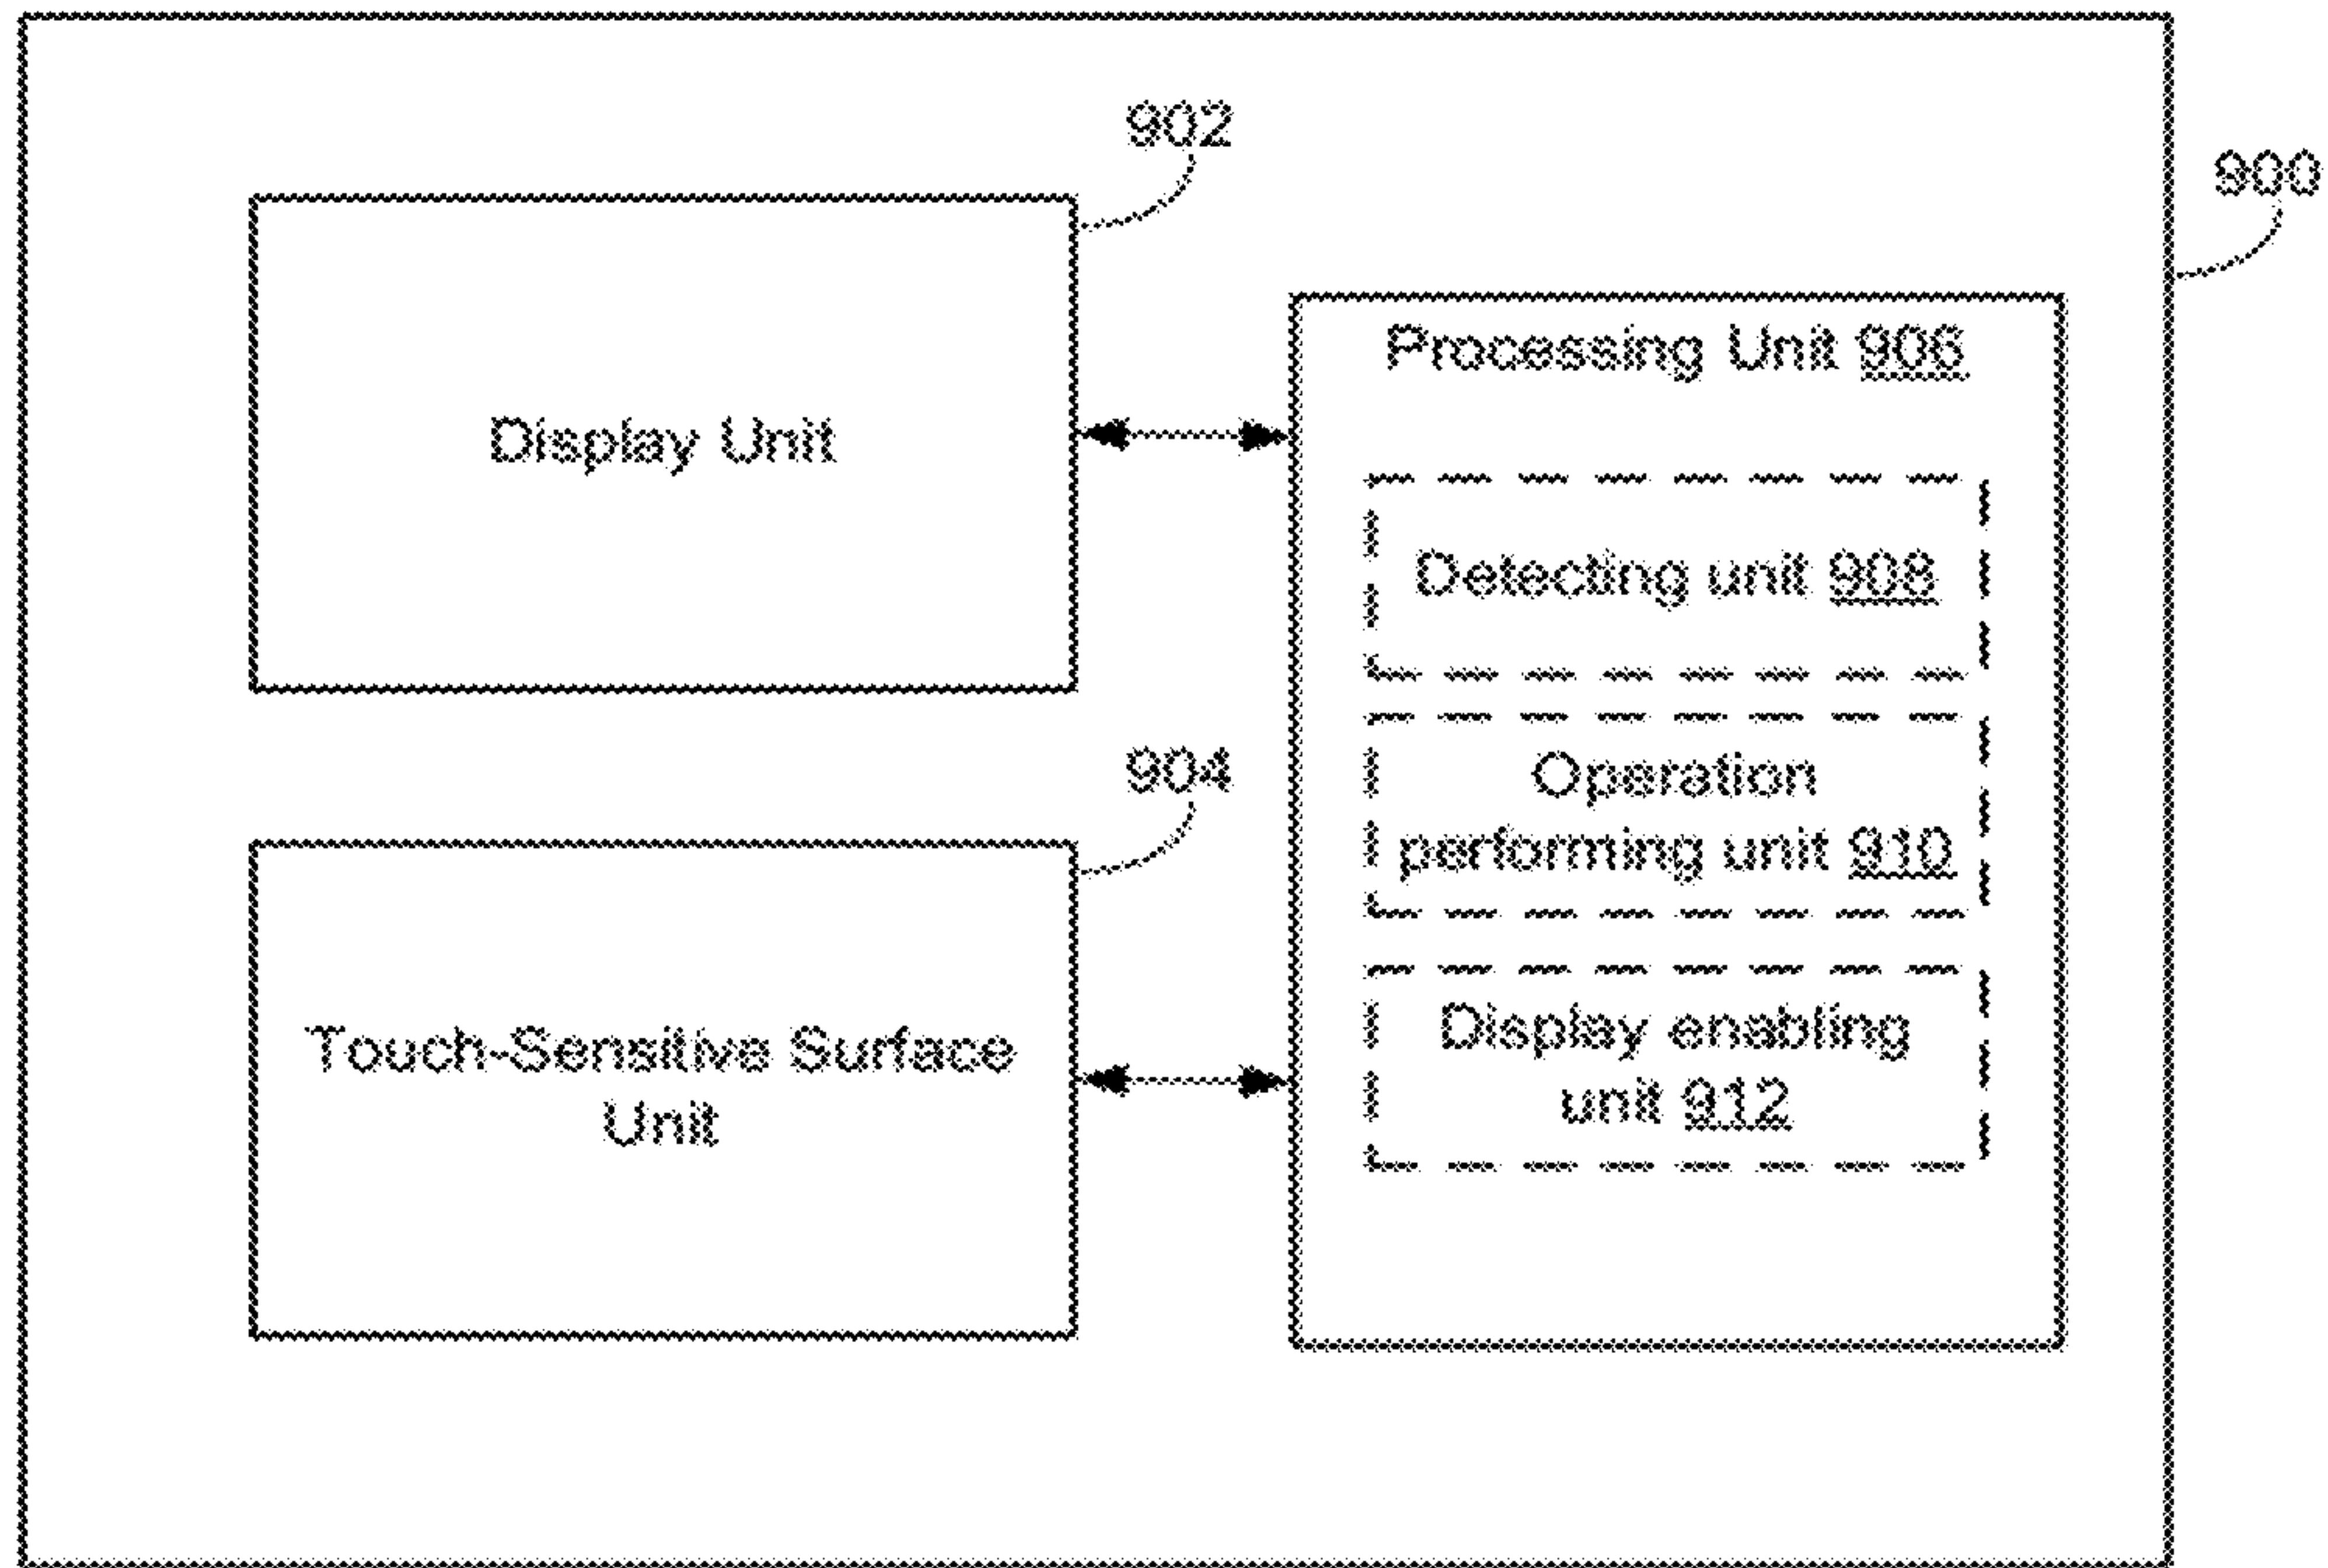 902
900
Display Unit
Processing Unit 906
Detecting unit 908
Operation
performing unit 910
904
Touch-Sensitive Surface
Unit
Display enabling
unit 912